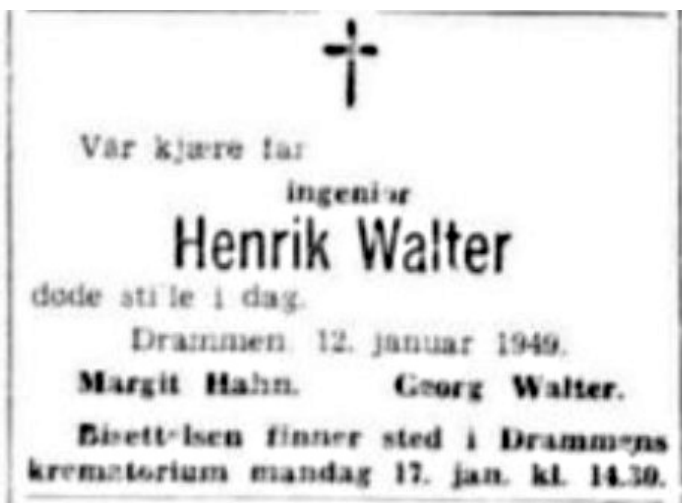 Vår kjære far
ingeniør
Henrik Walter
døde stille i dag.
Drammen, 12. januar 1949.
Margit Hahn. Georg Walter.
Bisettelsen finner sted i Drammens
krematorium mandag 17. jan. kl. 14.30.